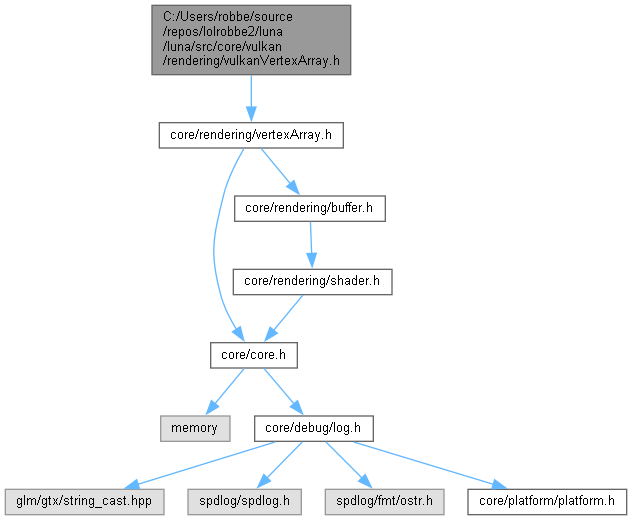 C:/Users/robbe/source
/repos/lolrobbe2/luna
/luna/src/core/vulkan
/rendering/vulkanVertexArray.h
core/rendering/vertexArray.h
core/rendering/buffer.h
core/rendering/shader.h
core/core.h
memory
core/debug/log.h
glm/gtx/string_cast.hpp
spdlog/spdlog.h
spdlog/fmt/ostr.h
core/platform/platform.h